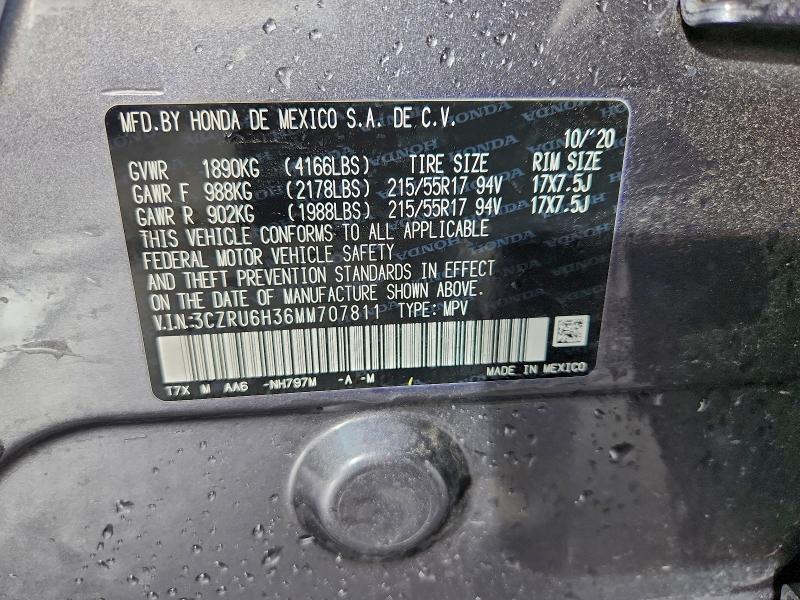 MFD.BY HONDA DE MEXICO S.A. DE C.V.
10/'20
GVWR 1890KG (4166LBS) TIRE SIZE RIM SIZE
GAWR F 988KG (2178LBS) 215/55R17 94V 17X7.5J
GAWR R 902KG (1988LBS) 215/55R17 94V 17X7.5J
THIS VEHICLE CONFORMS TO ALL APPLICABLE
FEDERAL MOTOR VEHICLE SAFETY
AND THEFT PREVENTION STANDARDS IN EFFECT
ON THE DATE OF MANUFACTURE SHOWN ABOVE.
V.I.N:3CZRU6H36MM707811 TYPE: MPV
T7X M AA6 -NH797M -A -M
MADE IN MEXICO